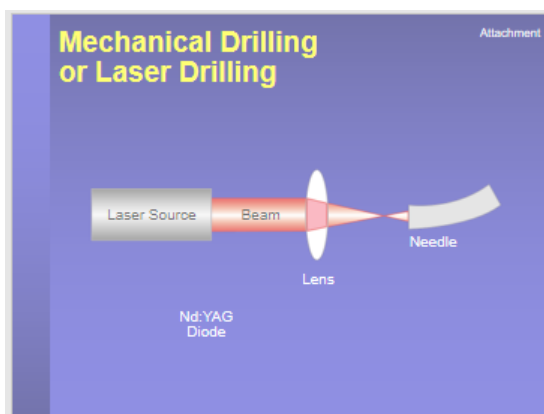 Attachment
Mechanical Drilling
or Laser Drilling
Laser Source
Beam
Needle
Lens
Nd:YAG
Diode